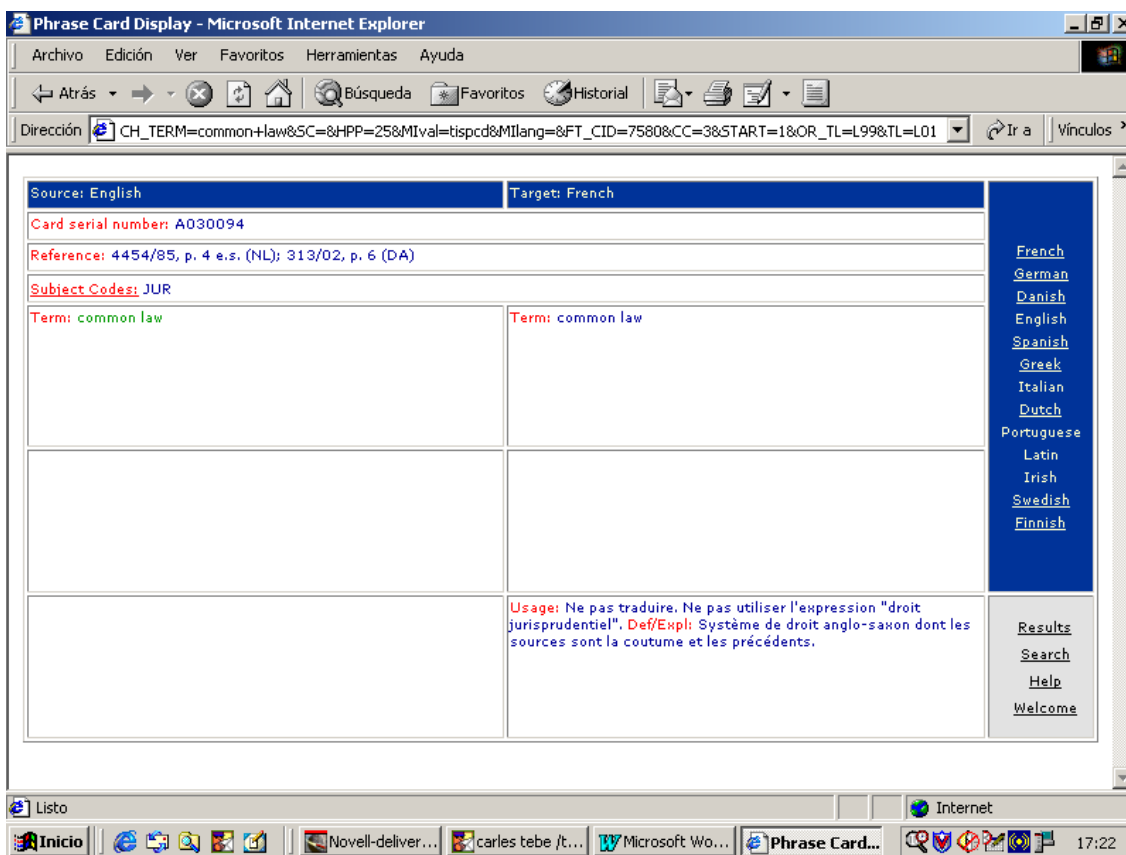 Phrase Card Display - Microsoft Internet Explorer
Archivo Edición Ver Favoritos Herramientas Ayuda
Atrás Búsqueda Favoritos Historial
Dirección CH_TERM=common+law&SC=&HPP=25&MIval=tispcd&MIlang=&FT_CID=7580&CC=3&START=1&OR_TL=L99&TL=L01 Ir a Vínculos
Source: English Target: French
Card serial number: A030094
Reference: 4454/85, p. 4 e.s. (NL); 313/02, p. 6 (DA)
Subject Codes: JUR
Term: common law Term: common law
Usage: Ne pas traduire. Ne pas utiliser l'expression "droit
jurisprudentiel". Def/Expl: Système de droit anglo-saxon dont les
sources sont la coutume et les précédents.
French
German
Danish
English
Spanish
Greek
Italian
Dutch
Portuguese
Latin
Irish
Swedish
Finnish
Results
Search
Help
Welcome
Listo Internet
Inicio Novell-deliver... carles tebe /t... Microsoft Wo... Phrase Card... 17:22